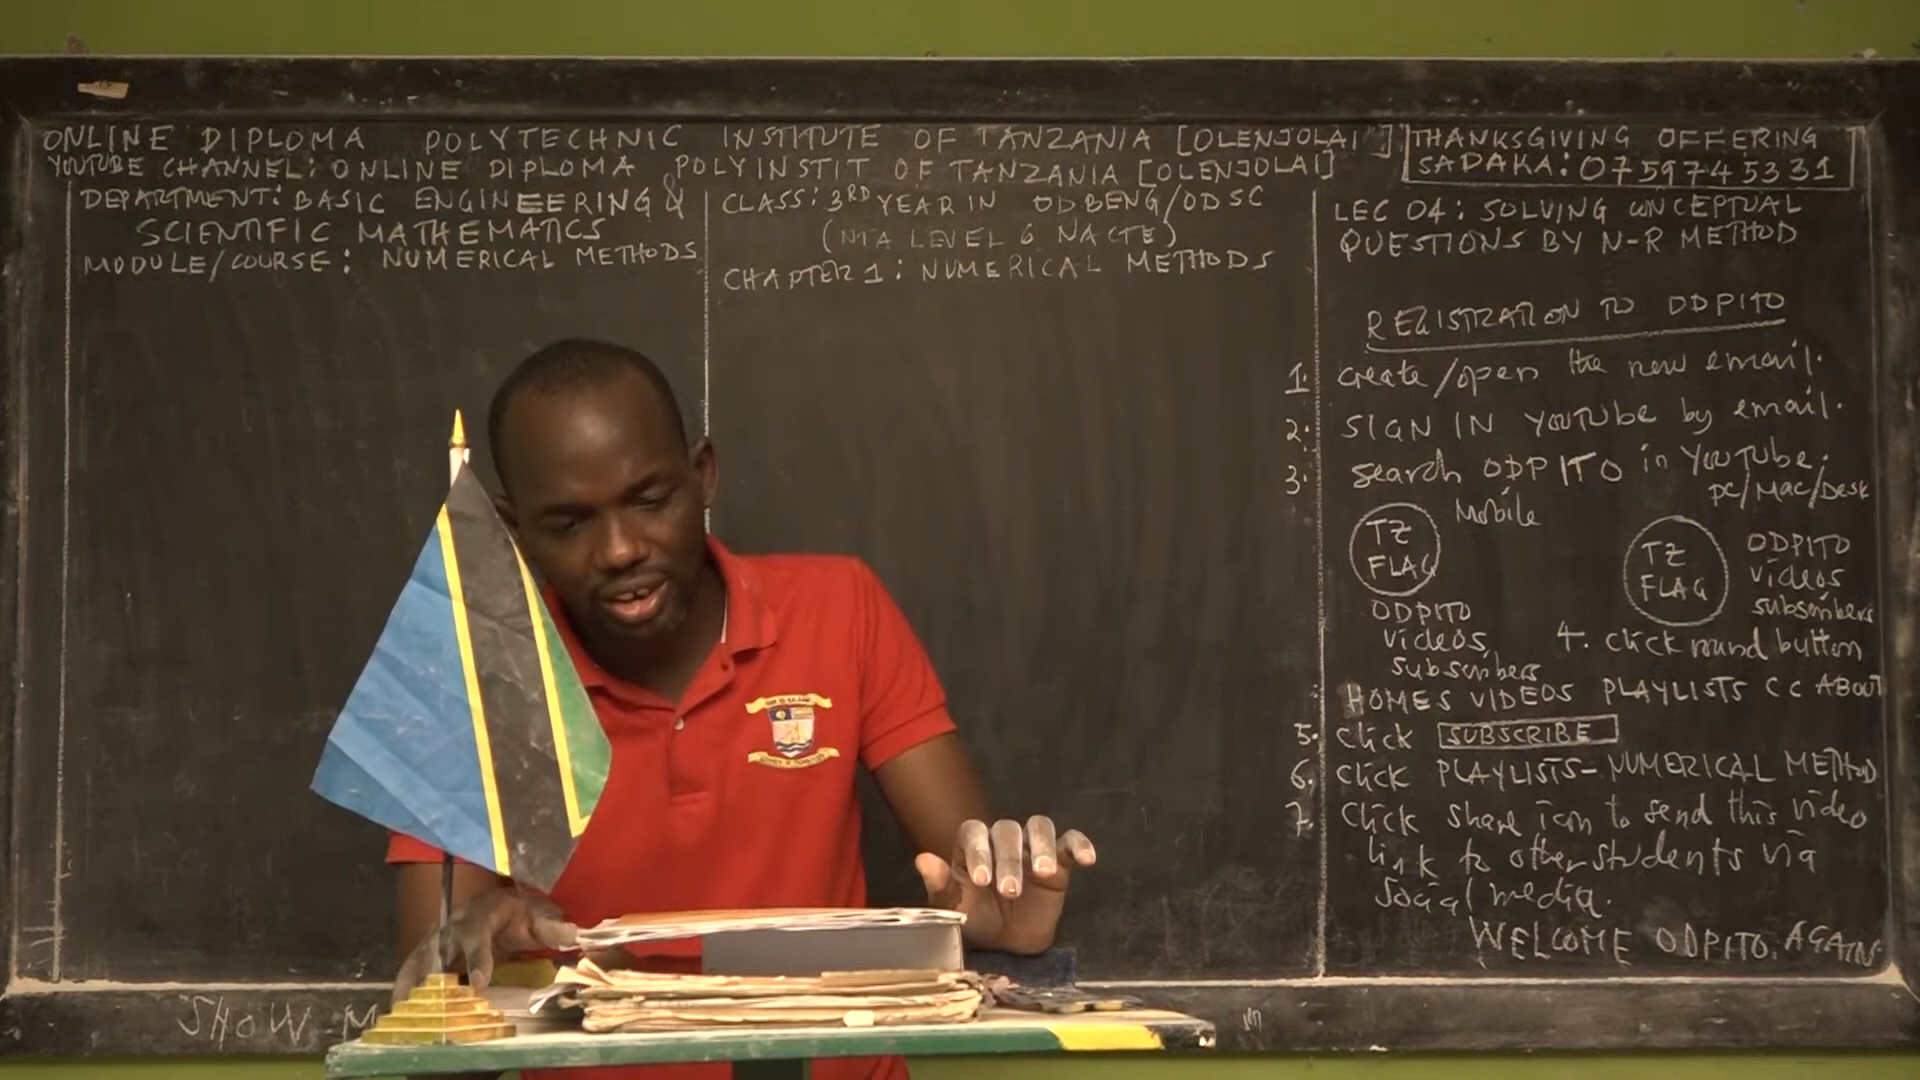 ONLINE DIPLOMA POLYTECHNIC INSTITUTE OF TANZANIA [OLENJOLAI]
YOUTUBE CHANNEL: ONLINE DIPLOMA POLYINSTIT OF TANZANIA [OLENJOLAI]
THANKSGIVING OFFERING
SADAKA: 0759745331
DEPARTMENT: BASIC ENGINEERING &
SCIENTIFIC MATHEMATICS
MODULE/COURSE: NUMERICAL METHODS
CLASS: 3RD YEAR IN ODBENG/ODSC
(NTA LEVEL 6 NACTE)
CHAPTER 1: NUMERICAL METHODS
LEC 04: SOLVING CONCEPTUAL
QUESTIONS BY N-R METHOD
REGISTRATION TO ODPITO
1. create/open the new email.
2. SIGN IN YOUTUBE by email.
3. search ODPITO in YOUTUBE.
Mobile
PC/Mac/Desk
TZ
FLAG
ODPITO
videos,
subscribers
TZ
FLAG
ODPITO
videos
subscribers
4. click round button
HOMES VIDEOS PLAYLISTS CC ABOUT
5. click SUBSCRIBE
6. click PLAYLISTS-NUMERICAL METHOD
7. Click share icon to send this video
link to other students via
social media.
WELCOME ODPITO. AGAIN.
SHOW